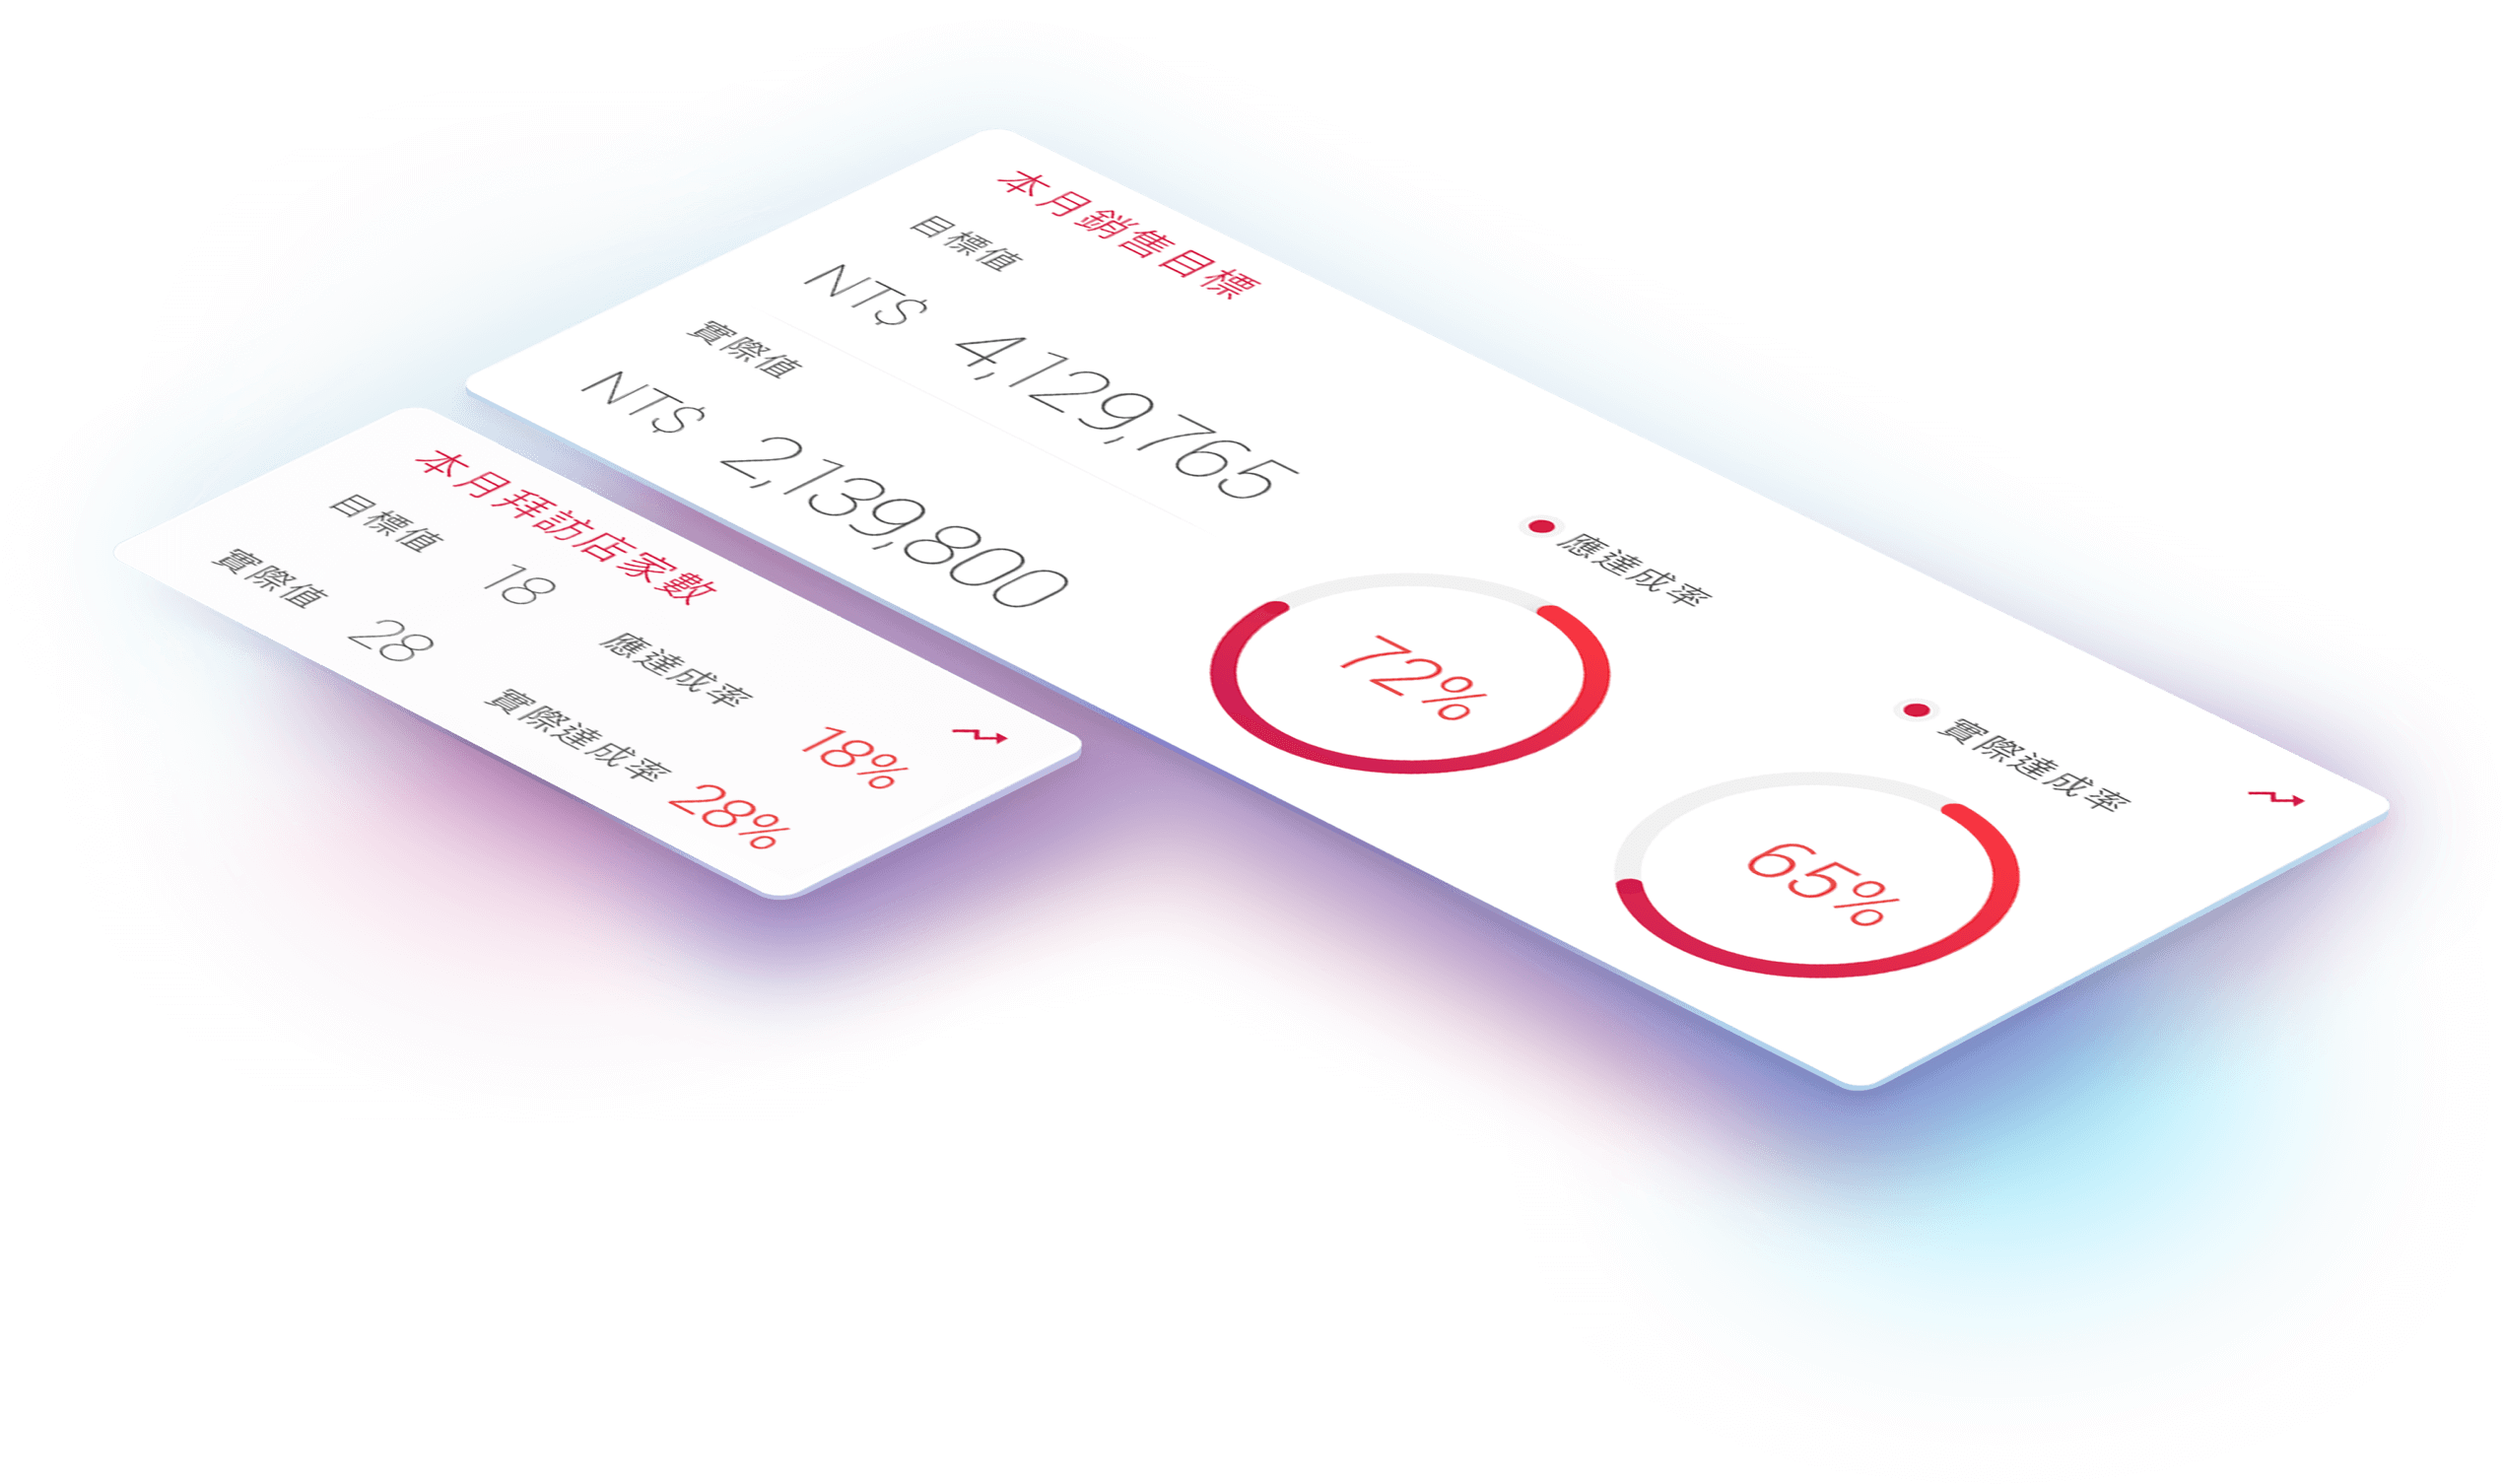 本月銷售目標
目標值
NT$ 4,129,765
實際值
NT$ 2,139,800
應達成率
72%
實際達成率
65%
本月拜訪店家數
目標值 18
實際值 28
應達成率 18%
實際達成率 28%